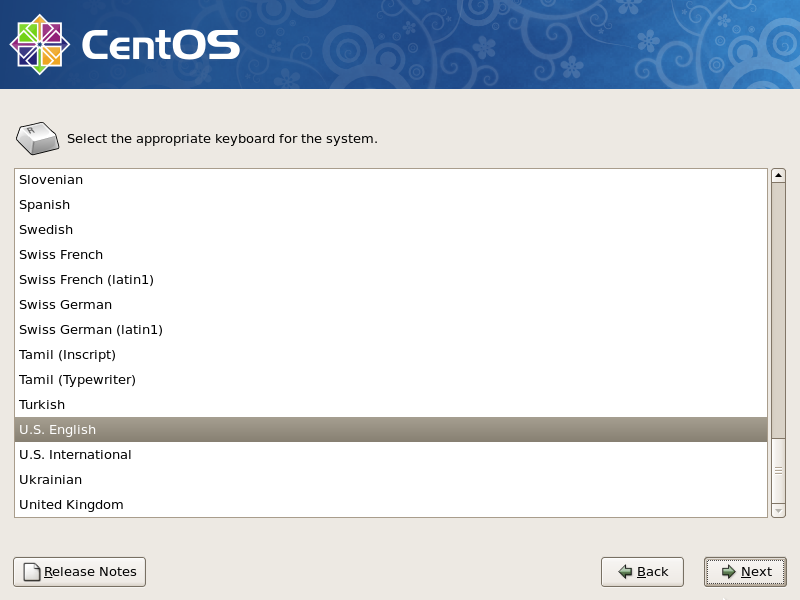 CentOS
R
Select the appropriate keyboard for the system.
Slovenian
Spanish
Swedish
Swiss French
Swiss French (latin1)
Swiss German
Swiss German (latin1)
Tamil (Inscript)
Tamil (Typewriter)
Turkish
U.S. English
U.S. International
Ukrainian
United Kingdom
Release Notes
Back
Next